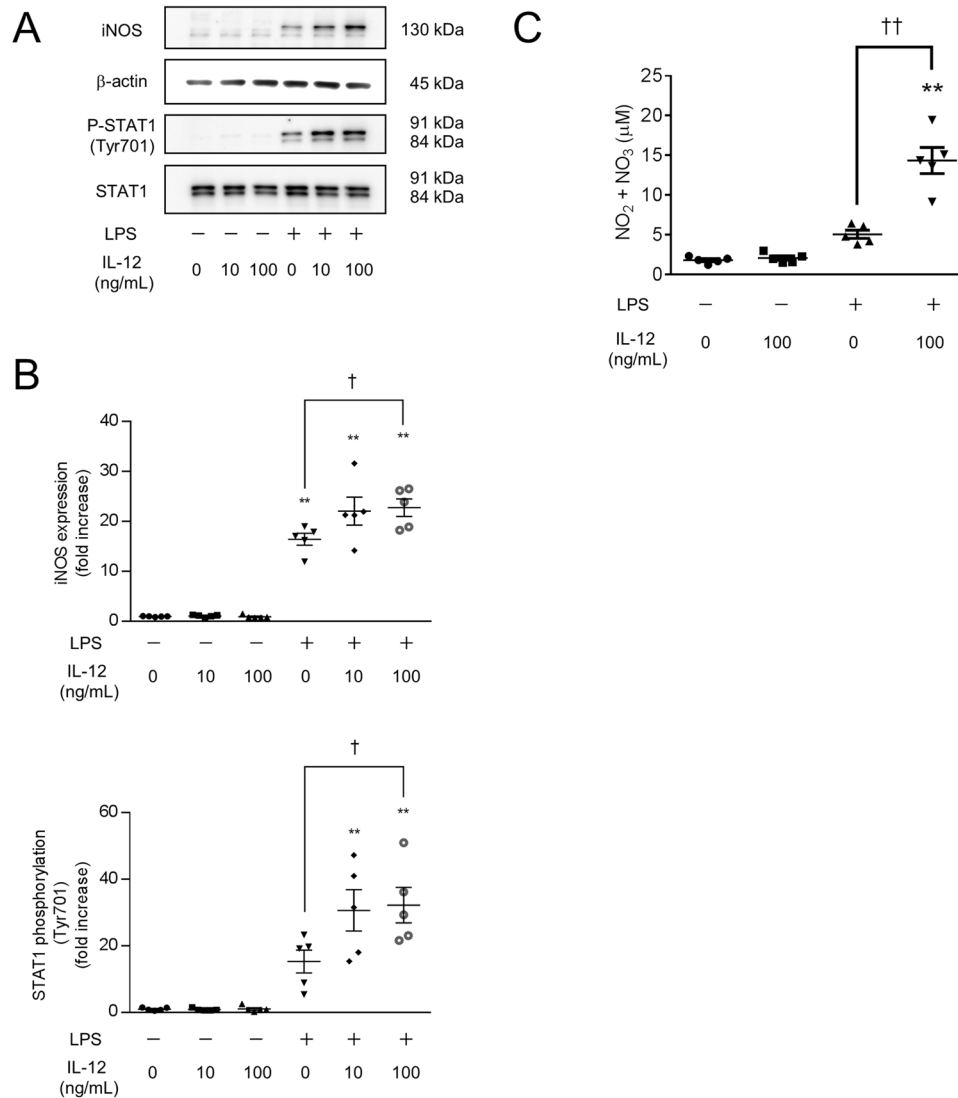 A
iNOS
130 kDa
β-actin
45 kDa
P-STAT1
(Tyr701)
91 kDa
84 kDa
STAT1
91 kDa
84 kDa
LPS − − − + + +
IL-12
(ng/mL)
0 10 100 0 10 100
C
††
**
25
20
15
10
5
0
NO2 + NO3 (μM)
LPS − − + +
IL-12
(ng/mL)
0 100 0 100
B
†
** ** **
40
30
20
10
0
iNOS expression
(fold increase)
LPS − − − + + +
IL-12
(ng/mL)
0 10 100 0 10 100
†
** **
60
40
20
0
STAT1 phosphorylation
(Tyr701)
(fold increase)
LPS − − − + + +
IL-12
(ng/mL)
0 10 100 0 10 100